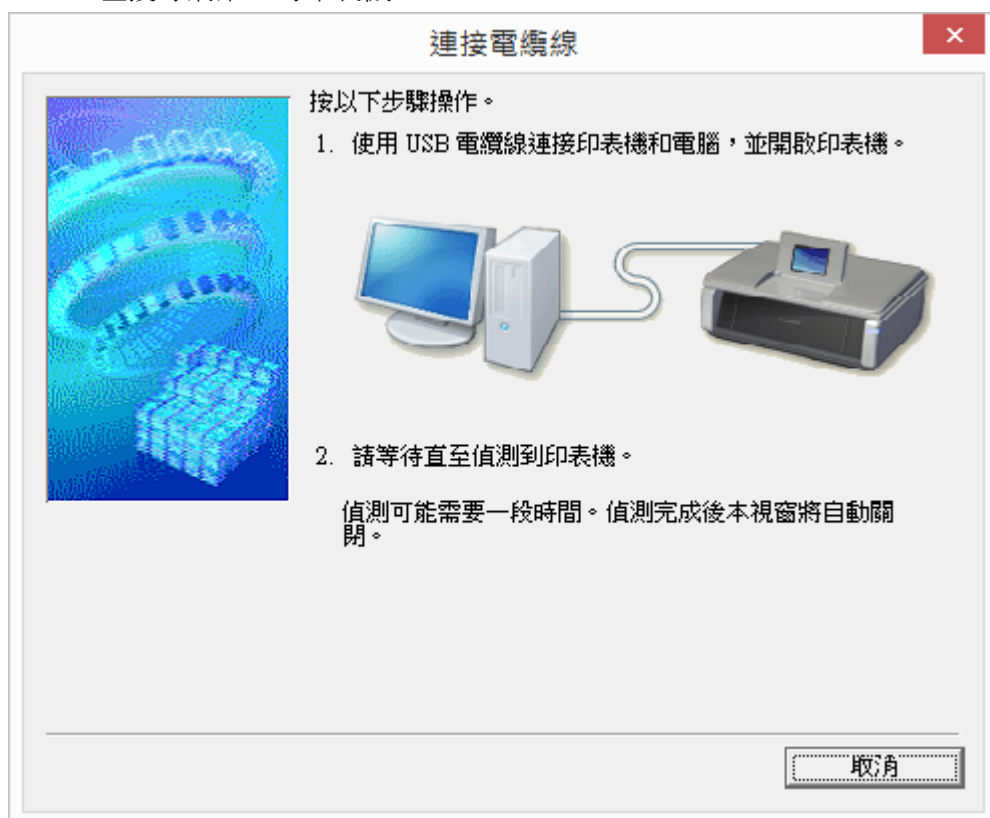 連接電纜線
按以下步驟操作。
1. 使用 USB 電纜線連接印表機和電腦，並開啟印表機。
2. 請等待直至偵測到印表機。
偵測可能需要一段時間。偵測完成後本視窗將自動關
閉。
取消